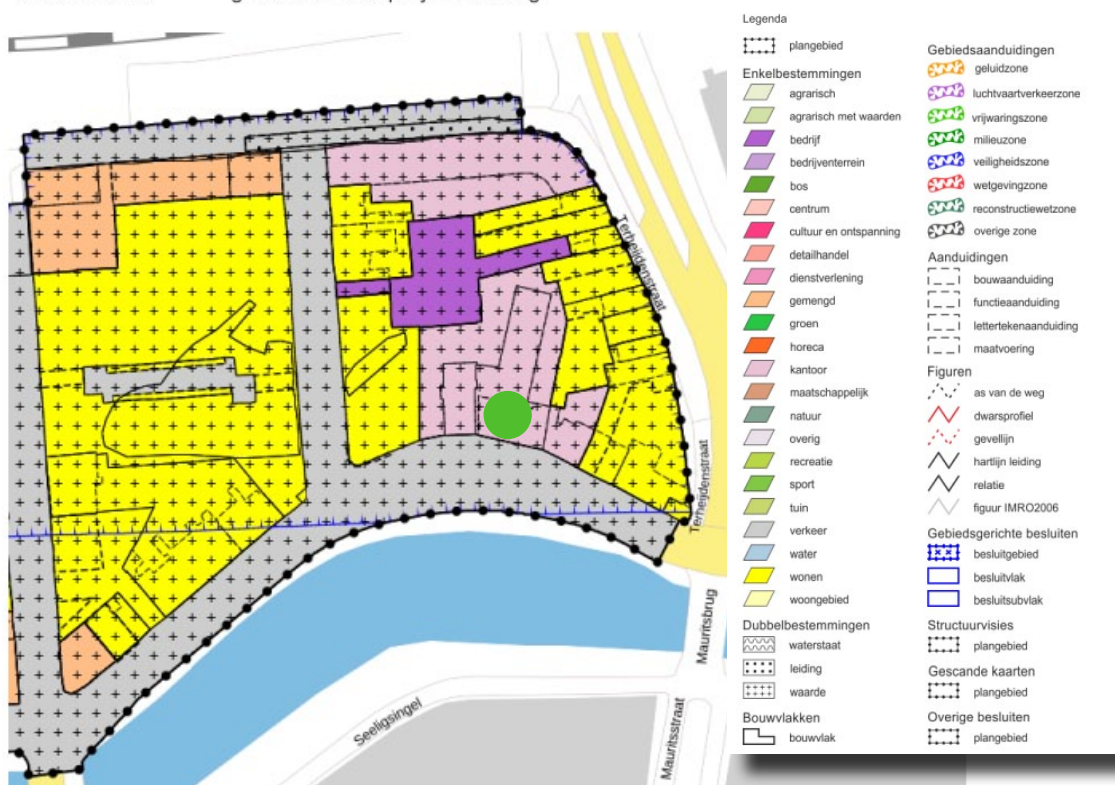 Legenda
plangebied
Enkelbestemmingen
agrarisch
agrarisch met waarden
bedrijf
bedrijventerrein
bos
centrum
cultuur en ontspanning
detailhandel
dienstverlening
gemengd
groen
horeca
kantoor
maatschappelijk
natuur
overig
recreatie
sport
tuin
verkeer
water
wonen
woongebied
Dubbelbestemmingen
waterstaat
leiding
waarde
Bouwvlakken
bouwvlak
Gebiedsaanduidingen
geluidzone
luchtvaartverkeerzone
vrijwaringszone
milieuzone
veiligheidszone
wetgevingzone
reconstructiewetzone
overige zone
Aanduidingen
bouwaanduiding
functieaanduiding
lettertekenaanduiding
maatvoering
Figuren
as van de weg
dwarsprofiel
gevellijn
hartlijn leiding
relatie
figuur IMRO2006
Gebiedsgerichte besluiten
besluitgebied
besluitvlak
besluitsubvlak
Structuurvisies
plangebied
Gescande kaarten
plangebied
Overige besluiten
plangebied
Terheijdenstraat
Terheijdenstraat
Mauritsbrug
Seeligsingel
Mauritsstraat